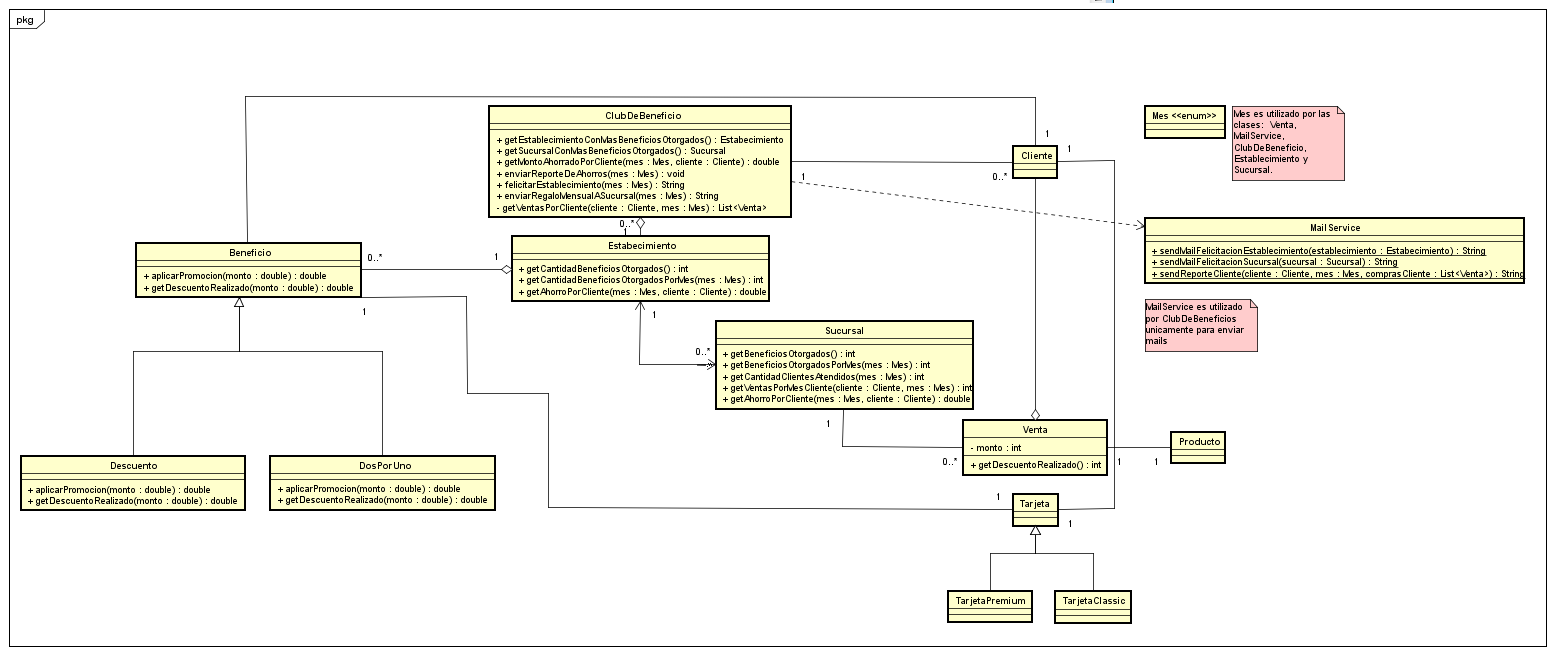 pkg
ClubDeBeneficio
+ getEstablecimientoConMasBeneficiosOtorgados() : Estabecimiento
+ getSucursalConMasBeneficiosOtorgados() : Sucursal
+ getMontoAhorradoPorCliente(mes : Mes, cliente : Cliente) : double
+ enviarReporteDeAhorros(mes : Mes) : void
+ felicitarEstablecimiento(mes : Mes) : String
+ enviarRegaloMensualASucursal(mes : Mes) : String
- getVentasPorCliente(cliente : Cliente, mes : Mes) : List<Venta>
Mes <<enum>>
Mes es utilizado por las
clases: Venta,
MailService,
ClubDeBeneficio,
Establecimiento y
Sucursal.
1
Cliente
1
0..*
1
MailService
+ sendMailFelicitacionEstablecimiento(establecimiento : Estabecimiento) : String
+ sendMailFelicitacionSucursal(sucursal : Sucursal) : String
+ sendReporteCliente(cliente : Cliente, mes : Mes, comprasCliente : List<Venta>) : String
MailService es utilizado
por ClubDeBeneficios
unicamente para enviar
mails
0..*
1
Estabecimiento
+ getCantidadBeneficiosOtorgados() : int
+ getCantidadBeneficiosOtorgadosPorMes(mes : Mes) : int
+ getAhorroPorCliente(mes : Mes, cliente : Cliente) : double
Beneficio
+ aplicarPromocion(monto : double) : double
+ getDescuentoRealizado(monto : double) : double
0..*
1
1
1
0..*
Sucursal
+ getBeneficiosOtorgados() : int
+ getBeneficiosOtorgadosPorMes(mes : Mes) : int
+ getCantidadClientesAtendidos(mes : Mes) : int
+ getVentasPorMesCliente(cliente : Cliente, mes : Mes) : int
+ getAhorroPorCliente(mes : Mes, cliente : Cliente) : double
1
0..*
Venta
- monto : int
+ getDescuentoRealizado() : int
1
1
Producto
Descuento
+ aplicarPromocion(monto : double) : double
+ getDescuentoRealizado(monto : double) : double
DosPorUno
+ aplicarPromocion(monto : double) : double
+ getDescuentoRealizado(monto : double) : double
1
Tarjeta
1
TarjetaPremium
TarjetaClassic